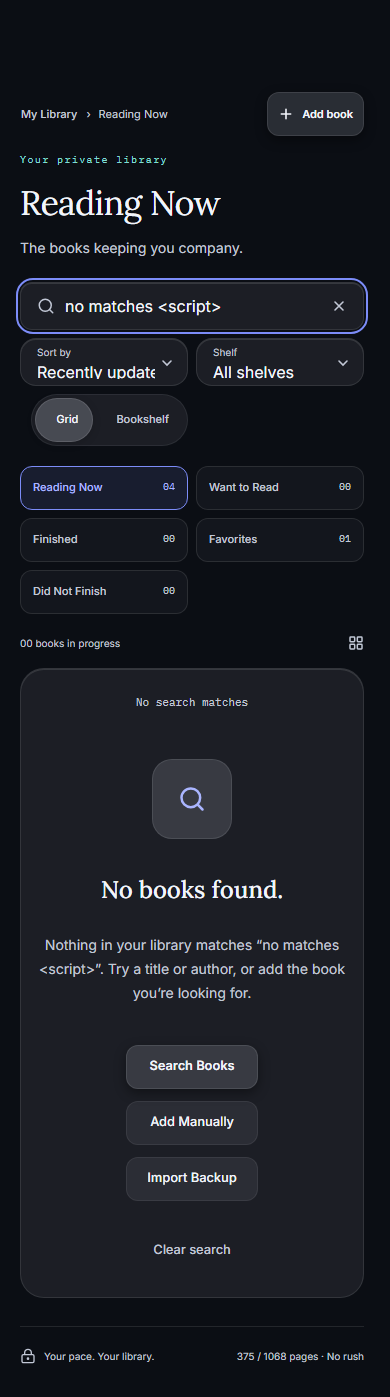 My Library › Reading Now
Add book
Your private library
Reading Now
The books keeping you company.
no matches <script>
Sort by
Recently update
Shelf
All shelves
Grid
Bookshelf
Reading Now 04
Want to Read 00
Finished 00
Favorites 01
Did Not Finish 00
00 books in progress
No search matches
No books found.
Nothing in your library matches “no matches
<script>”. Try a title or author, or add the book
you’re looking for.
Search Books
Add Manually
Import Backup
Clear search
Your pace. Your library.
375 / 1068 pages · No rush